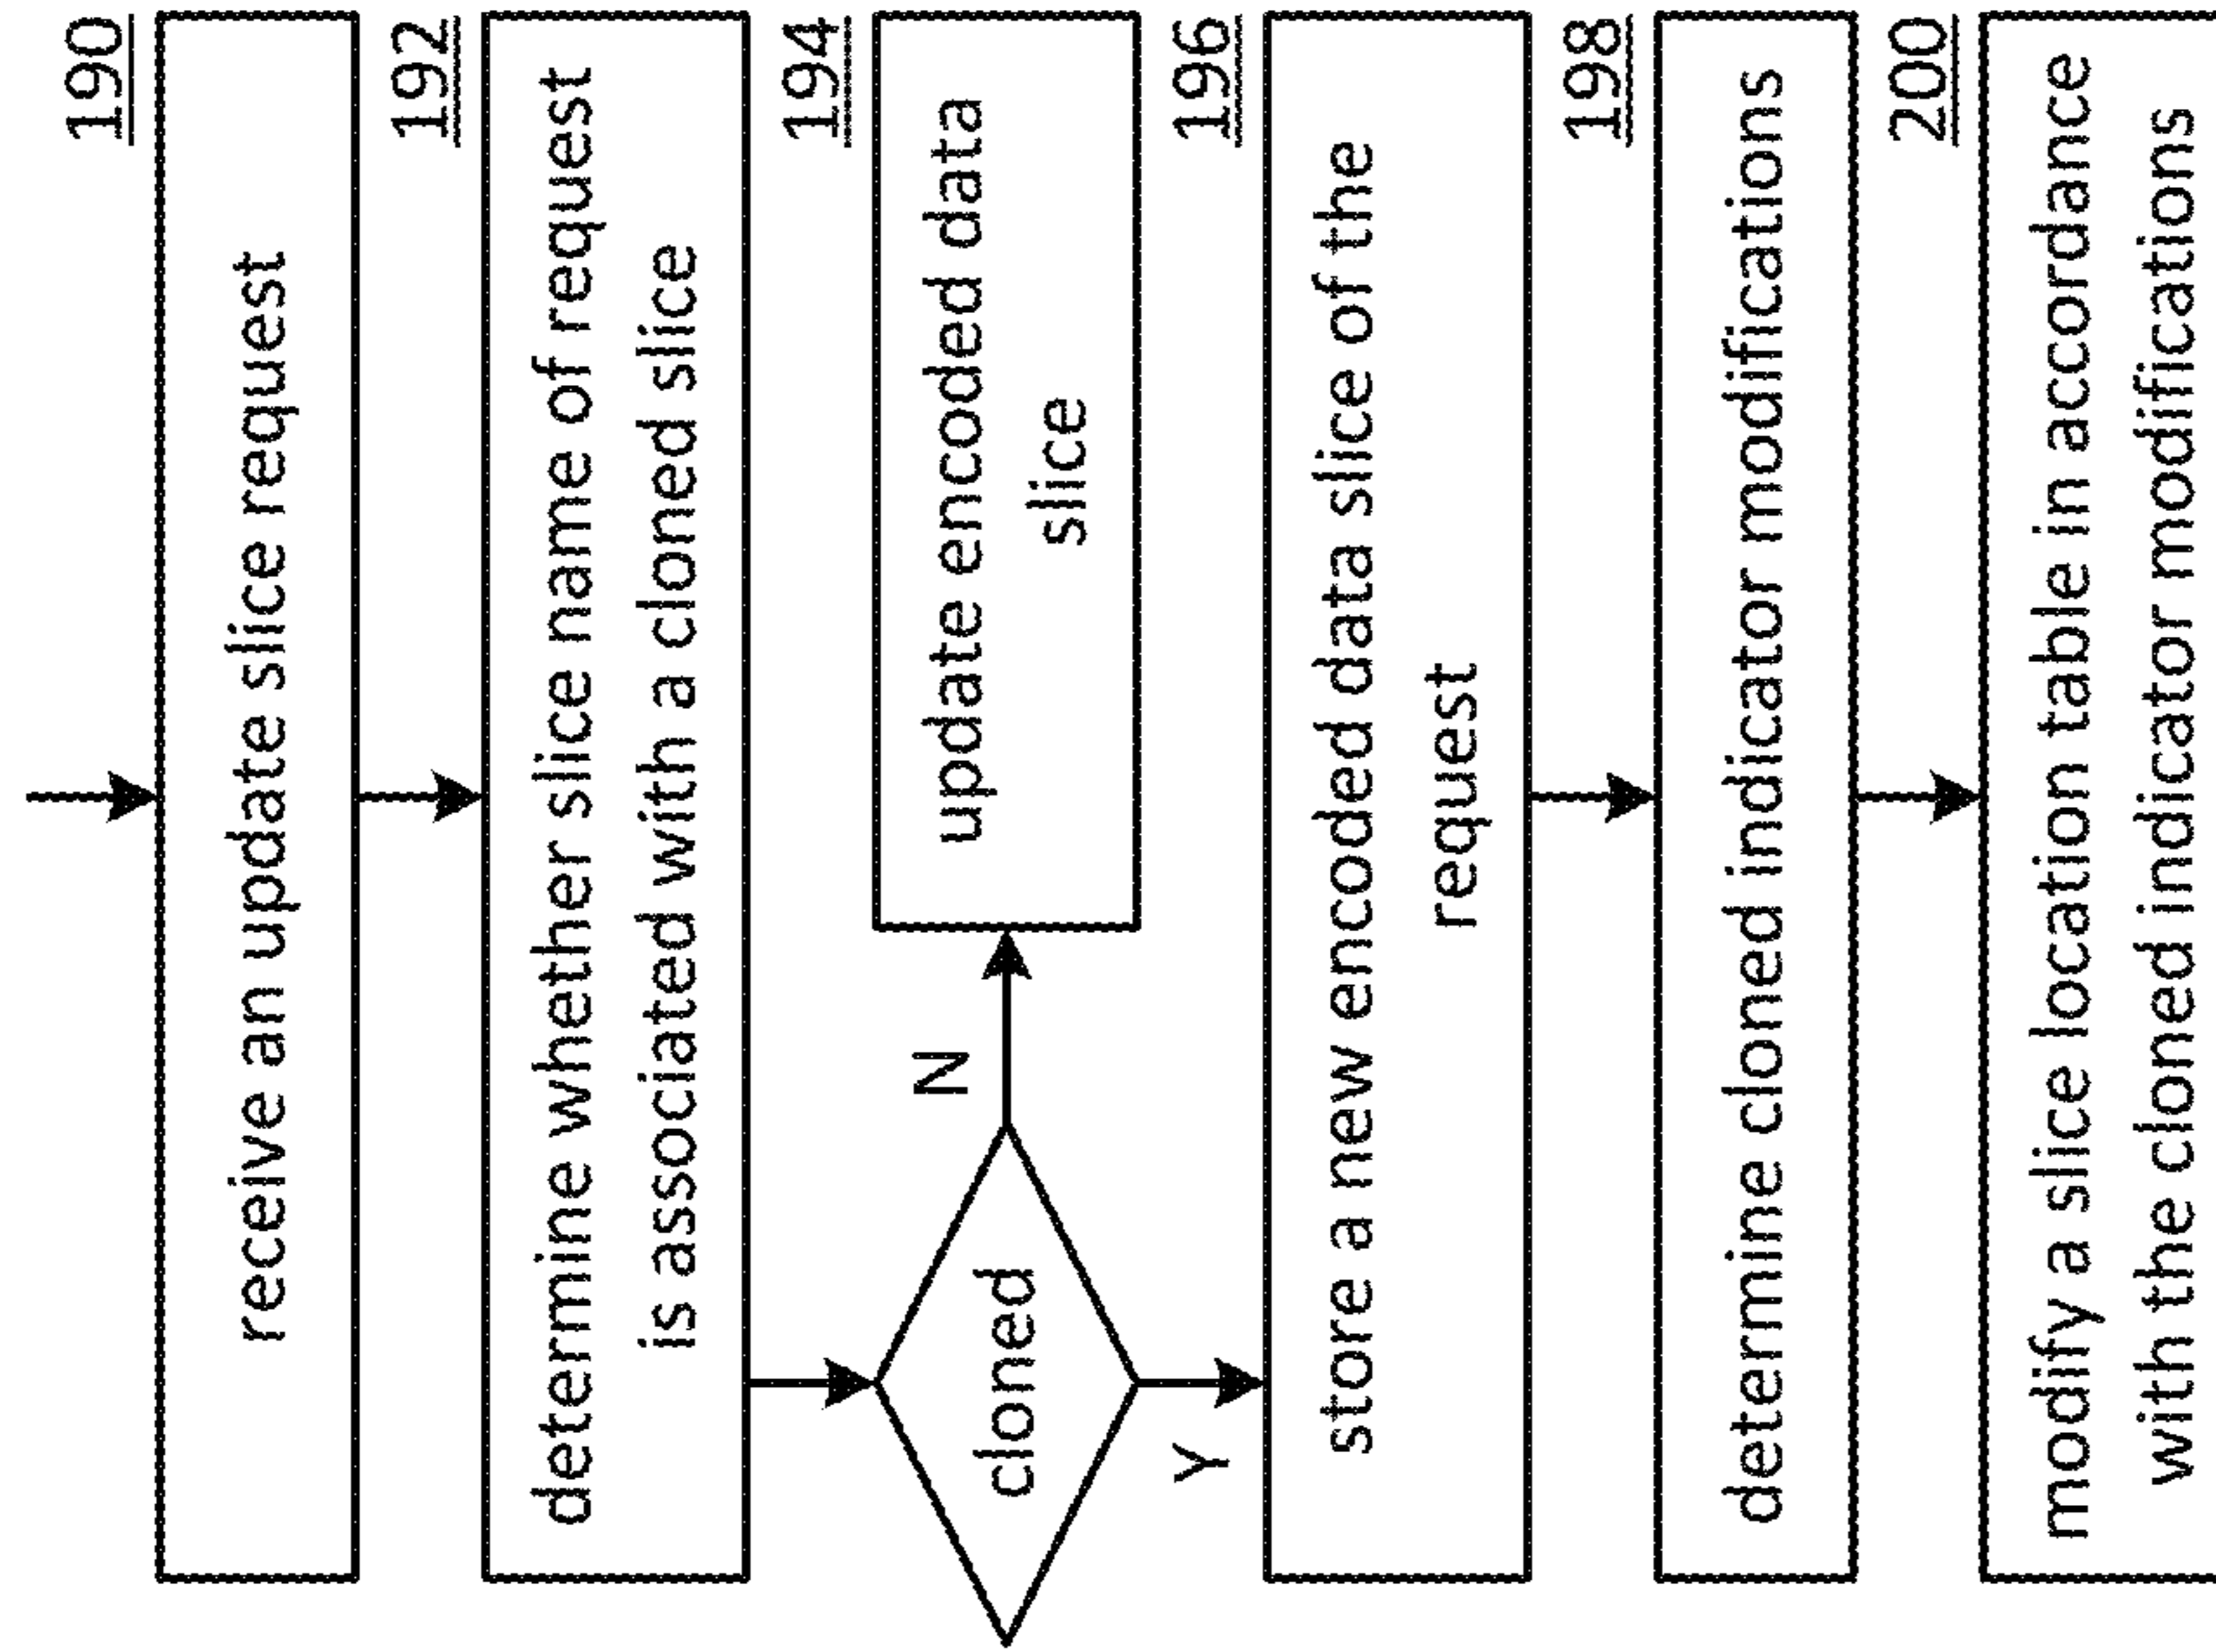 190
receive an update slice request
192
determine whether slice name of request
is associated with a cloned slice
194
cloned
N
update encoded data
slice
Y
196
store a new encoded data slice of the
request
198
determine cloned indicator modifications
200
modify a slice location table in accordance
with the cloned indicator modifications